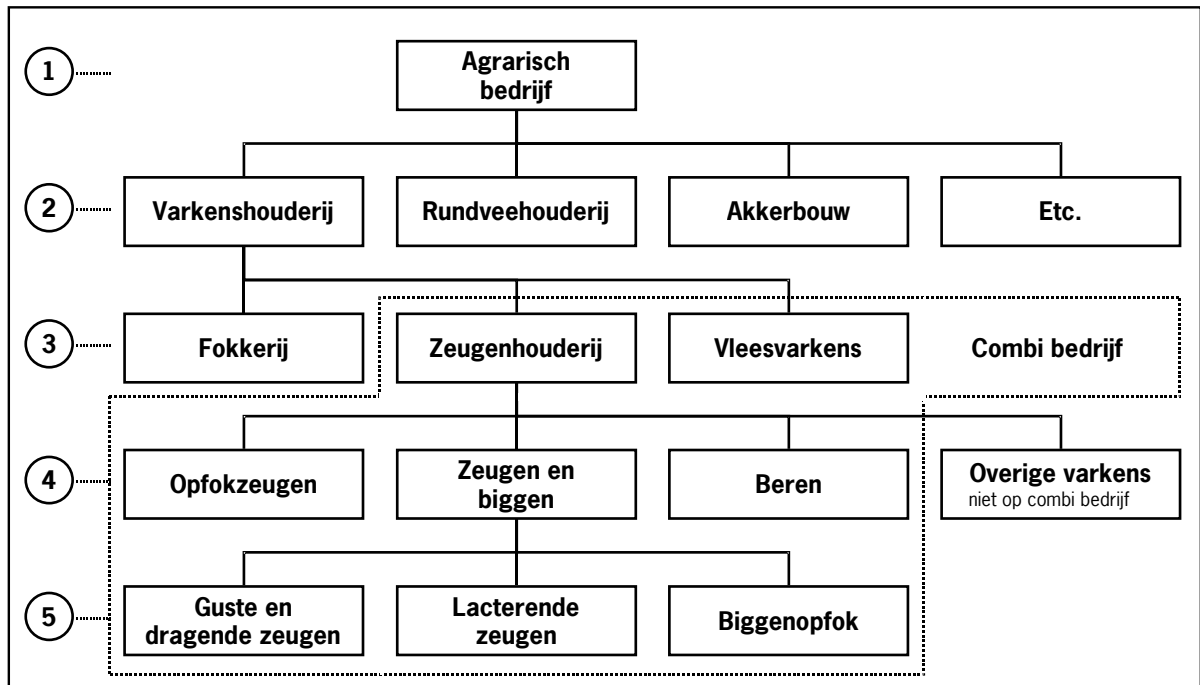 1
Agrarisch
bedrijf
2
Varkenshouderij
Rundveehouderij
Akkerbouw
Etc.
3
Fokkerij
Zeugenhouderij
Vleesvarkens
Combi bedrijf
4
Opfokzeugen
Zeugen en
biggen
Beren
Overige varkens
niet op combi bedrijf
5
Guste en
dragende zeugen
Lacterende
zeugen
Biggenopfok